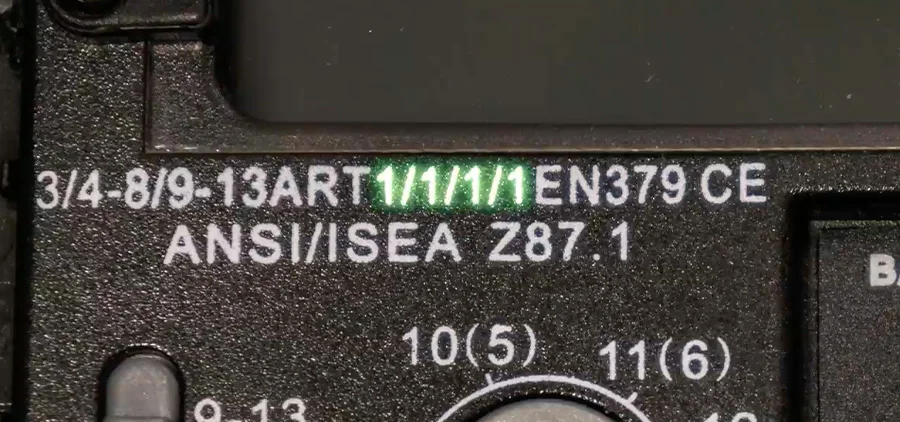 3/4-8/9-13ART1/1/1/1EN379 CE
ANSI/ISEA Z87.1
10(5)
11(6)
9-13